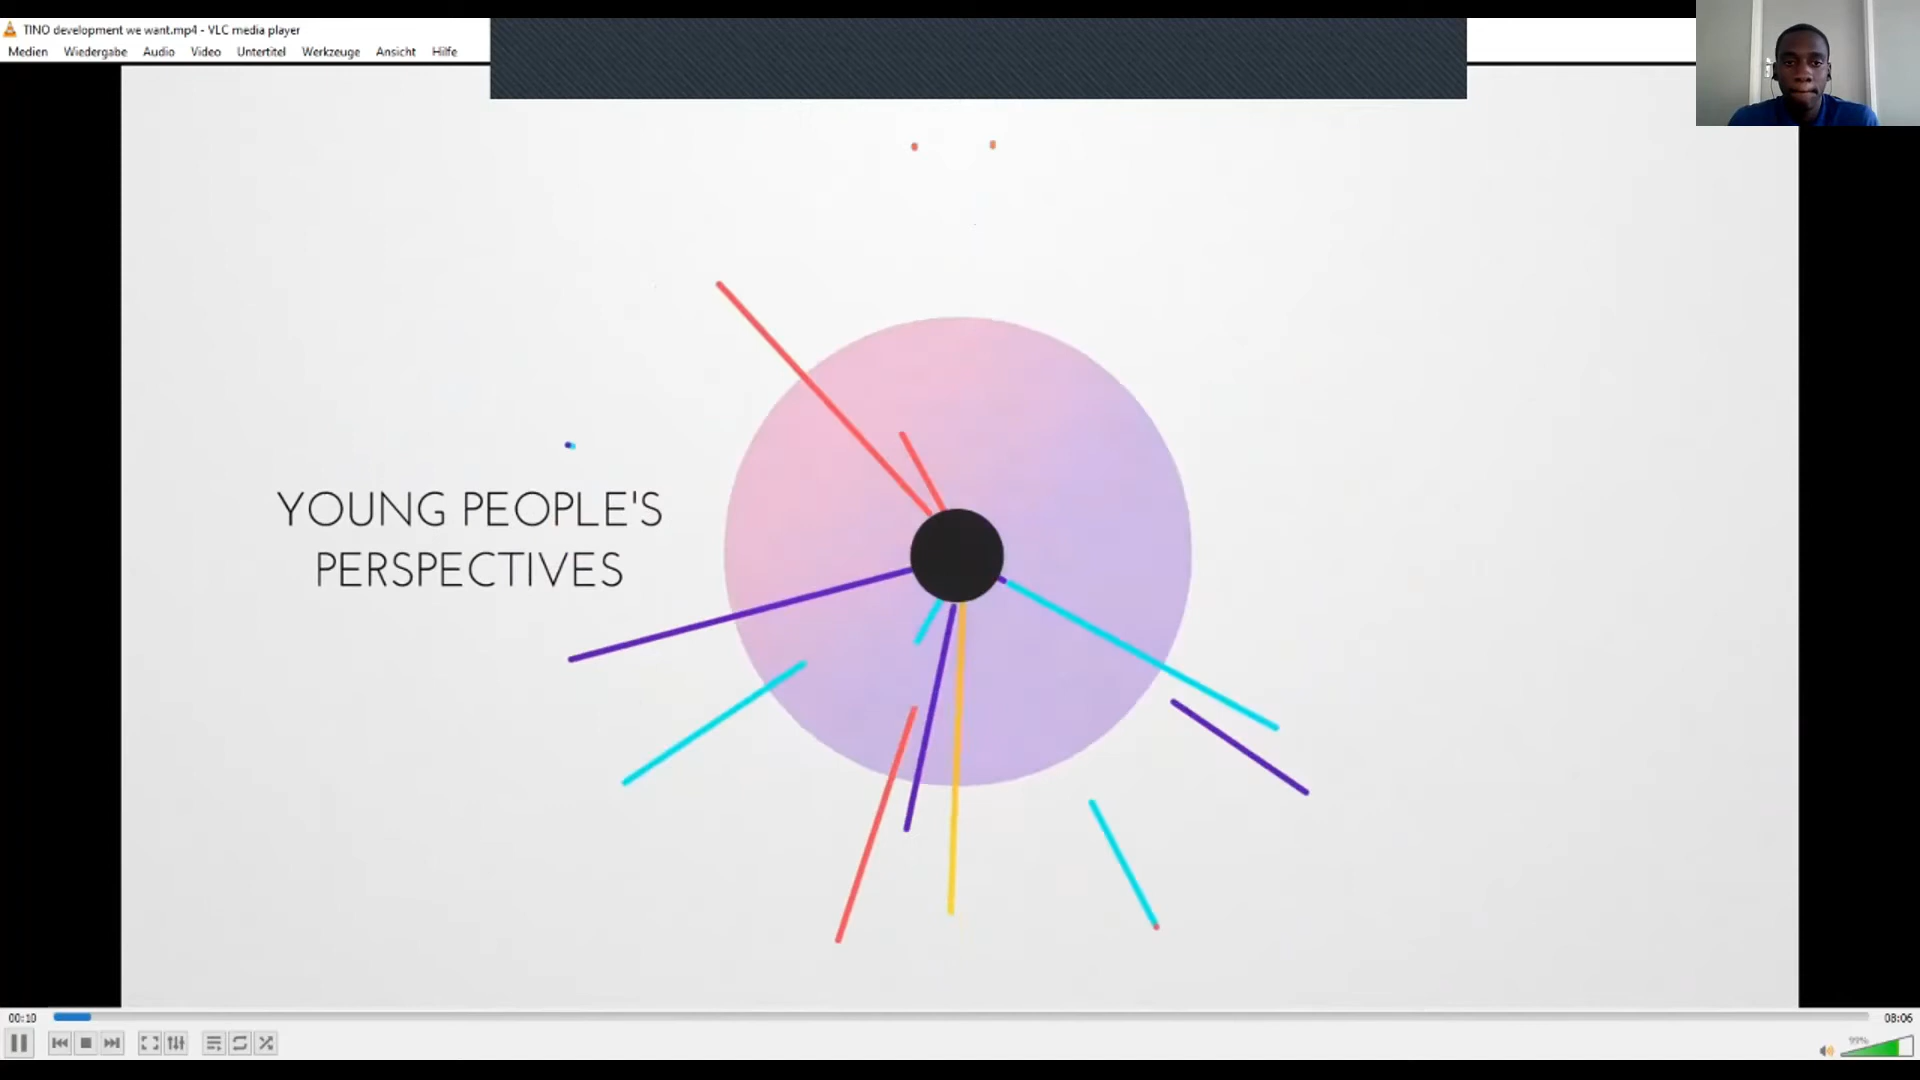 TINO development we want.mp4 - VLC media player
Medien Wiedergabe Audio Video Untertitel Werkzeuge Ansicht Hilfe
YOUNG PEOPLE'S
PERSPECTIVES
00:10
08:06
99%